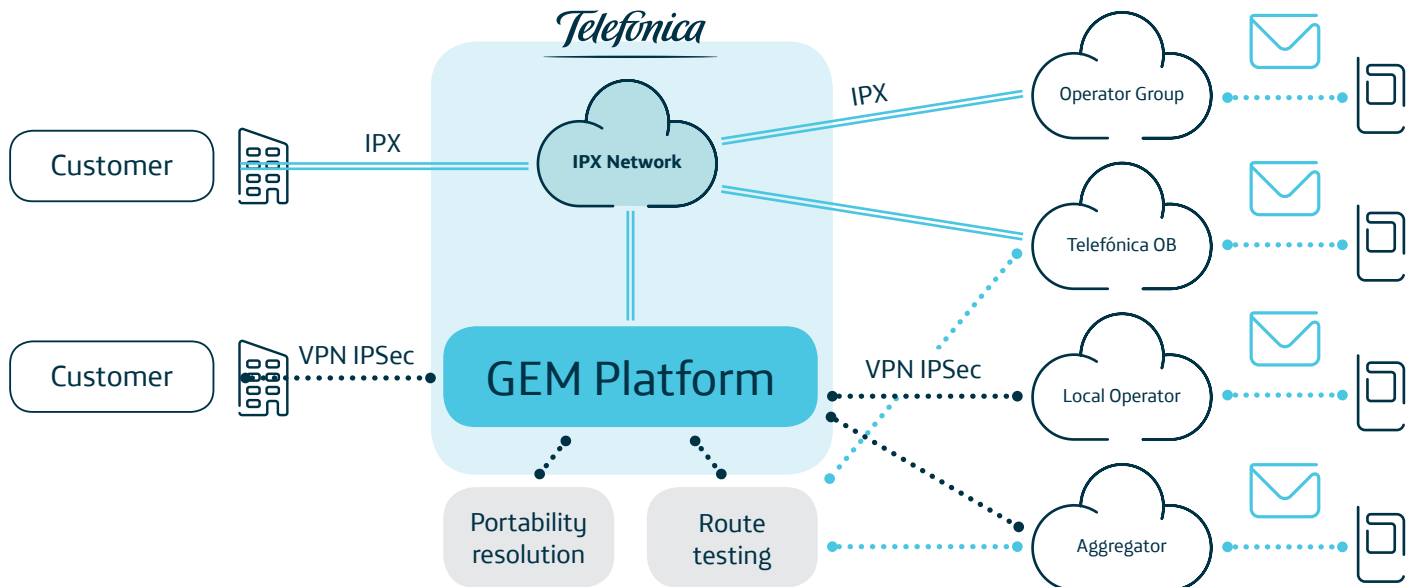 Telefónica
IPX
Operator Group
Customer
IPX
IPX Network
Telefónica OB
Customer
VPN IPSec
GEM Platform
VPN IPSec
Local Operator
Portability
resolution
Route
testing
Aggregator